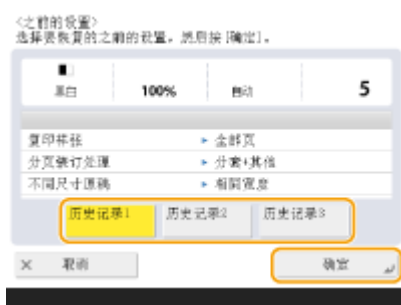 <之前的设置>
选择要恢复的之前的设置，然后按[确定]。
黑白 100% 自动 5
复印样张 ▸ 全部页
分页装订处理 ▸ 分套+其他
不同尺寸原稿 ▸ 相同宽度
历史记录1 历史记录2 历史记录3
× 取消 确定